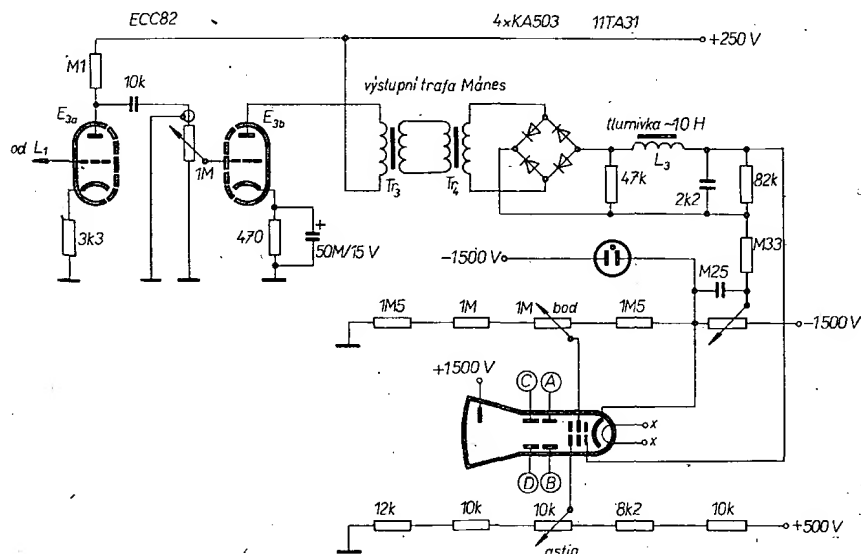 ECC82 4xKA503 11TA31
+250 V
M1
10k
výstupní trafa Mánes
E3a
E3b
tlumivka ~10 H
od L1
1M
Tr3
Tr4
L3
47k
2k2
82k
3k3
470
+
50M/15 V
-1500 V
M33
M25
1M5
1M
1M
bod
1M5
-1500 V
+1500 V
C
A
x
x
D
B
12k
10k
10k
8k2
10k
+500 V
astig